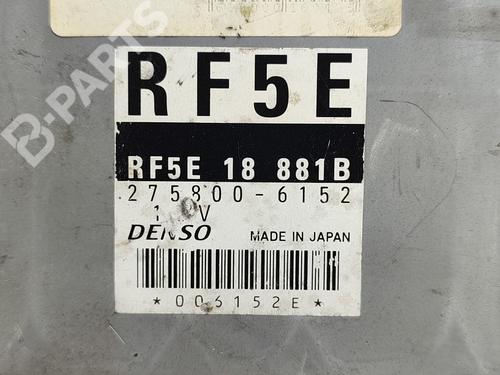 RF5E
RF5E 18 881B
275800-6152
DENSO MADE IN JAPAN
*006152E*
B-PARTS